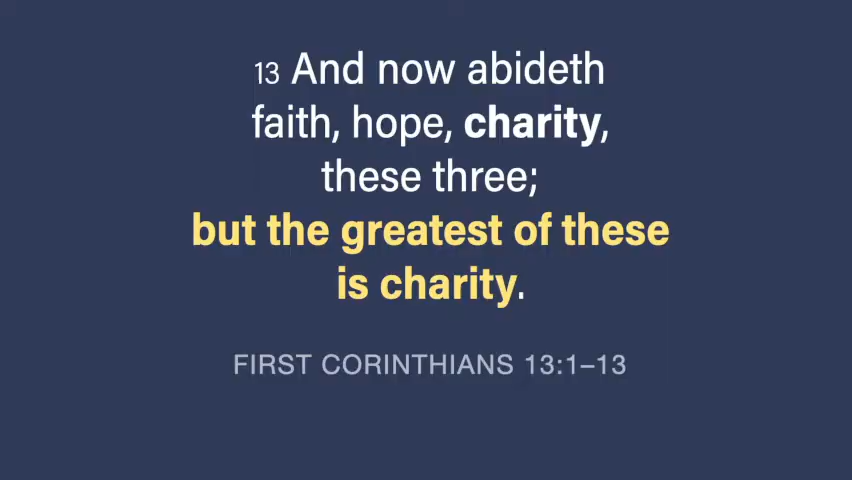 13 And now abideth
faith, hope, charity,
these three;
but the greatest of these
is charity.
FIRST CORINTHIANS 13:1–13